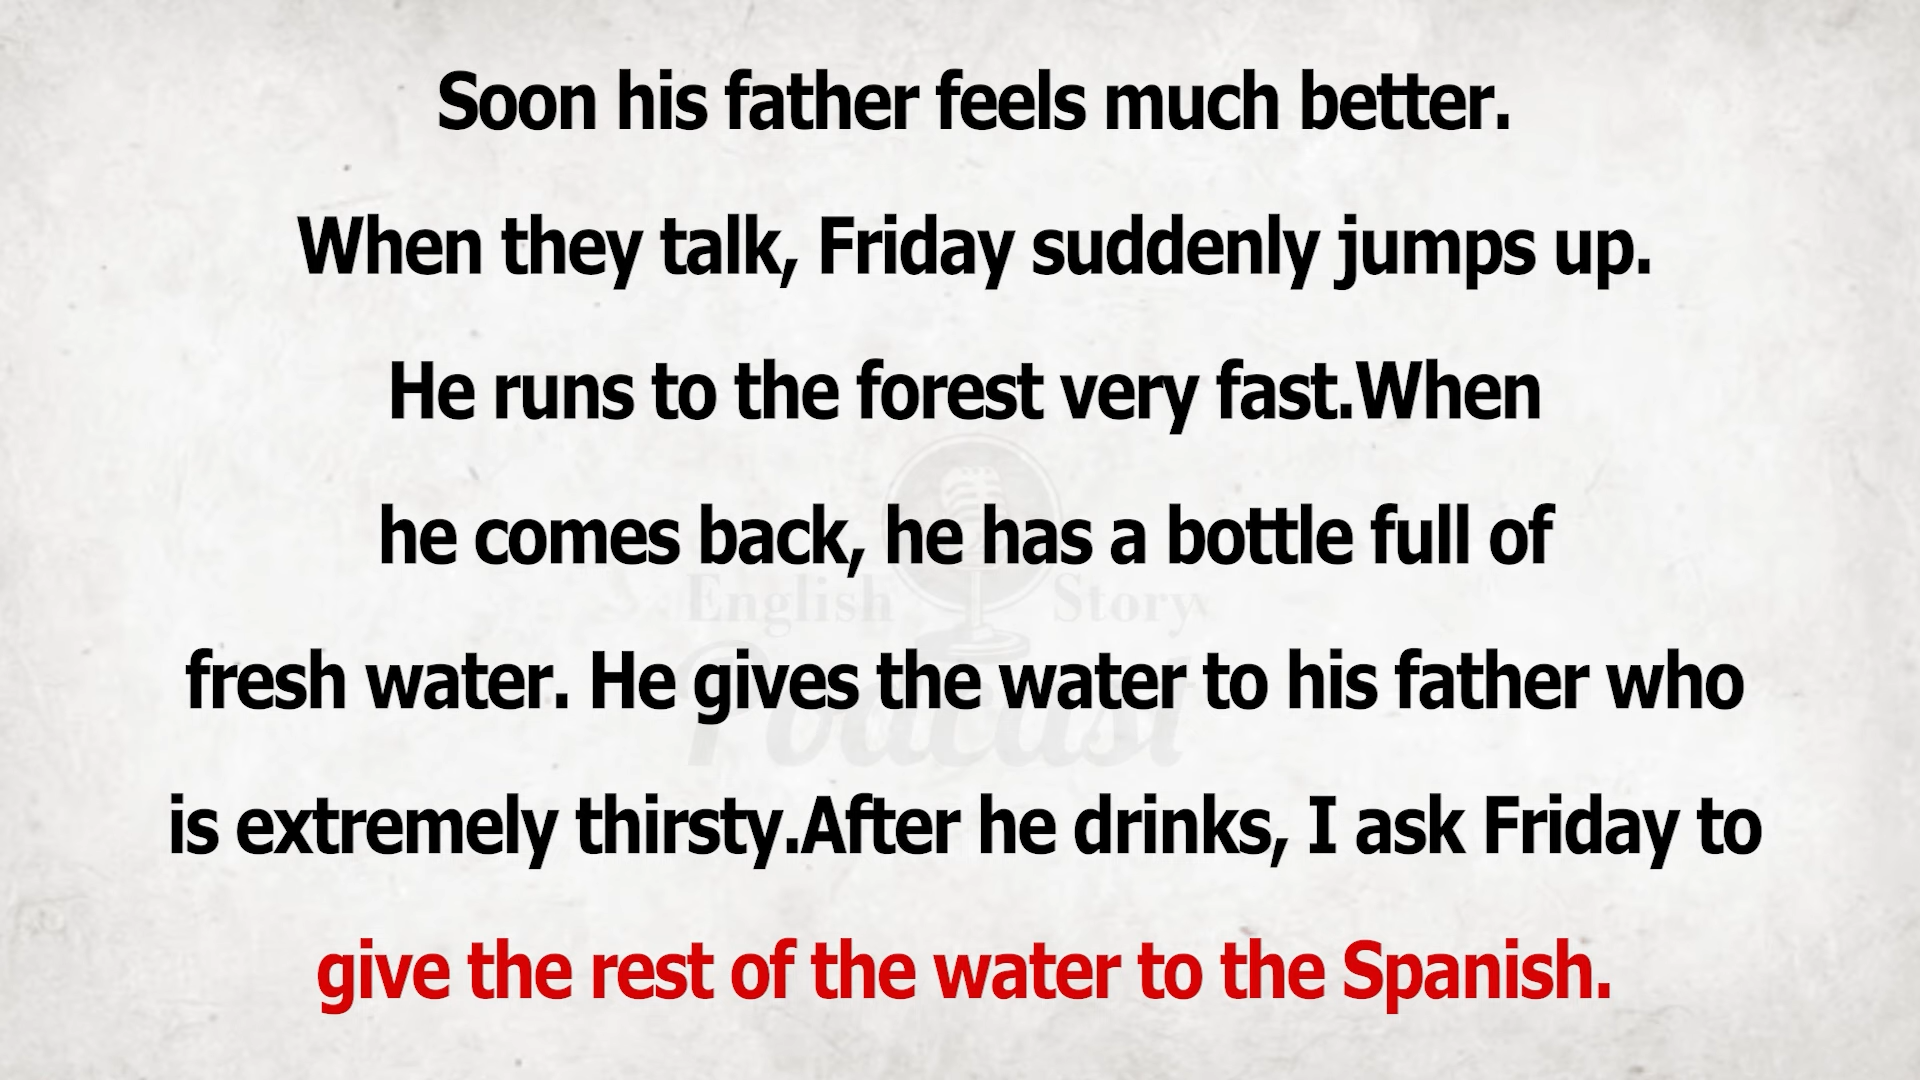 Soon his father feels much better.
When they talk, Friday suddenly jumps up.
He runs to the forest very fast.When
he comes back, he has a bottle full of
English Story
fresh water. He gives the water to his father who
Podcast
is extremely thirsty.After he drinks, I ask Friday to
give the rest of the water to the Spanish.